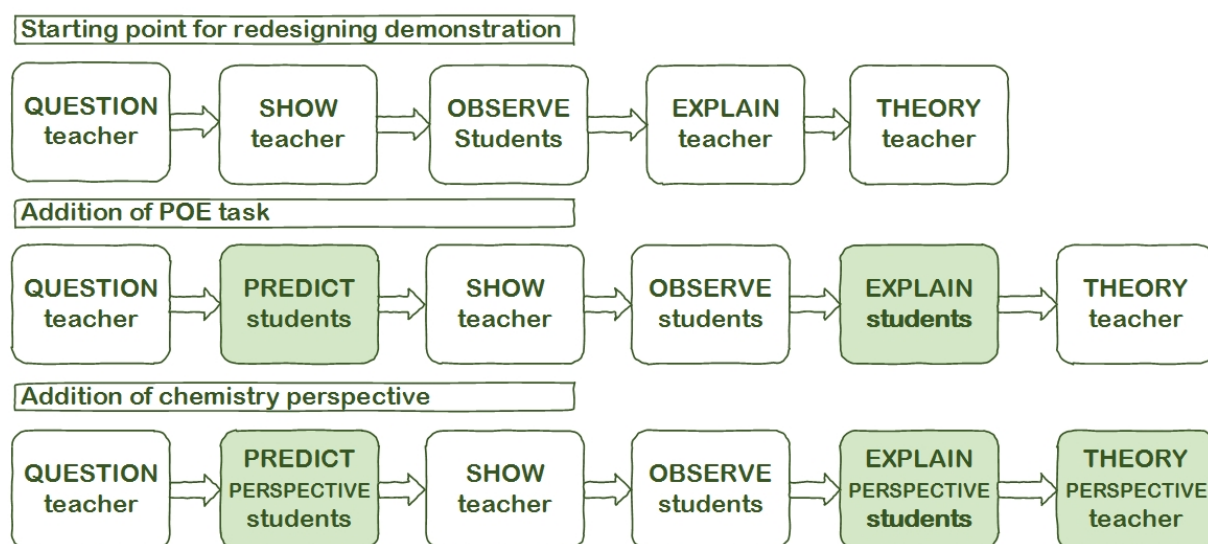 Starting point for redesigning demonstration
QUESTION
teacher
SHOW
teacher
OBSERVE
Students
EXPLAIN
teacher
THEORY
teacher
Addition of POE task
QUESTION
teacher
PREDICT
students
SHOW
teacher
OBSERVE
students
EXPLAIN
students
THEORY
teacher
Addition of chemistry perspective
QUESTION
teacher
PREDICT
PERSPECTIVE
students
SHOW
teacher
OBSERVE
students
EXPLAIN
PERSPECTIVE
students
THEORY
PERSPECTIVE
teacher